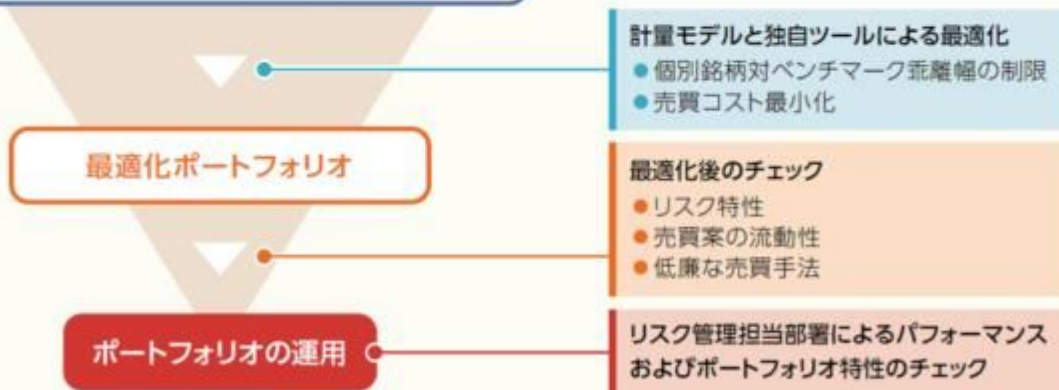 計量モデルと独自ツールによる最適化
●個別銘柄対ベンチマーク乖離幅の制限
●売買コスト最小化
最適化ポートフォリオ
最適化後のチェック
●リスク特性
●売買案の流動性
●低廉な売買手法
ポートフォリオの運用
リスク管理担当部署によるパフォーマンス
およびポートフォリオ特性のチェック